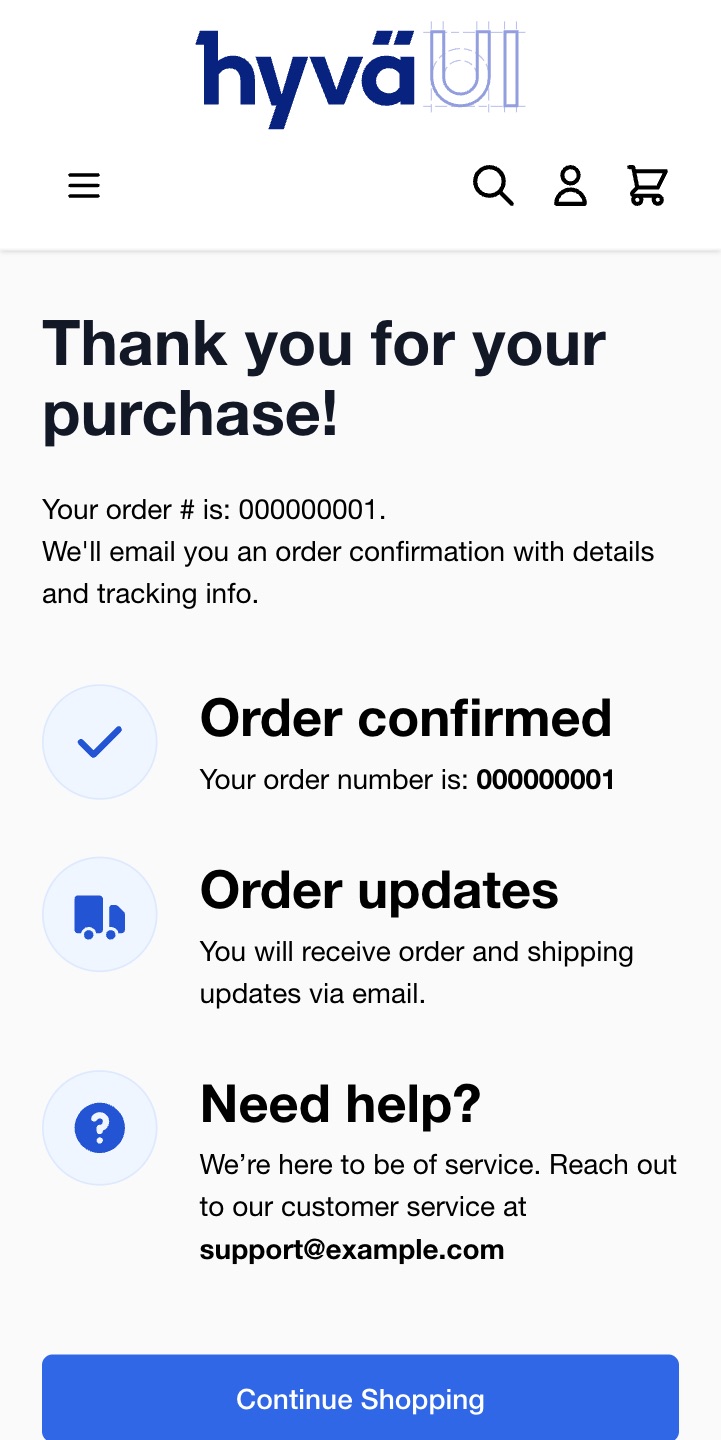 hyväUI
Thank you for your
purchase!
Your order # is: 000000001.
We'll email you an order confirmation with details
and tracking info.
Order confirmed
Your order number is: 000000001
Order updates
You will receive order and shipping
updates via email.
Need help?
We’re here to be of service. Reach out
to our customer service at
support@example.com
Continue Shopping